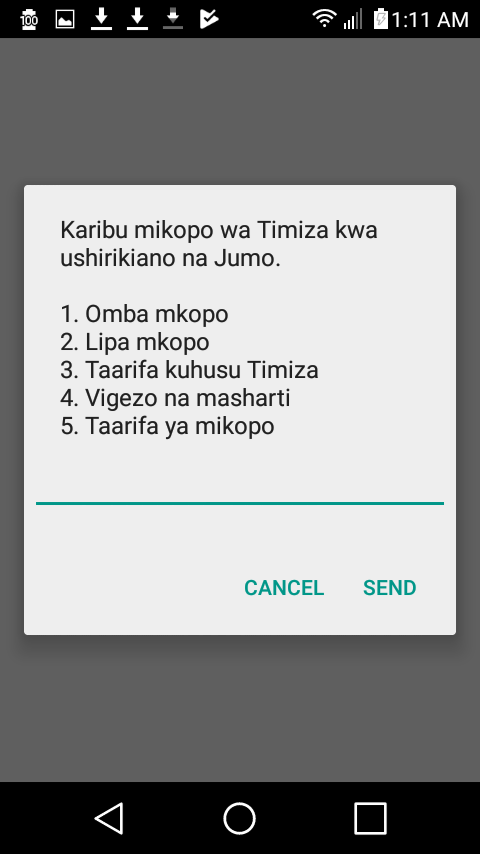 100
1:11 AM
Karibu mikopo wa Timiza kwa
ushirikiano na Jumo.
1. Omba mkopo
2. Lipa mkopo
3. Taarifa kuhusu Timiza
4. Vigezo na masharti
5. Taarifa ya mikopo
CANCEL SEND